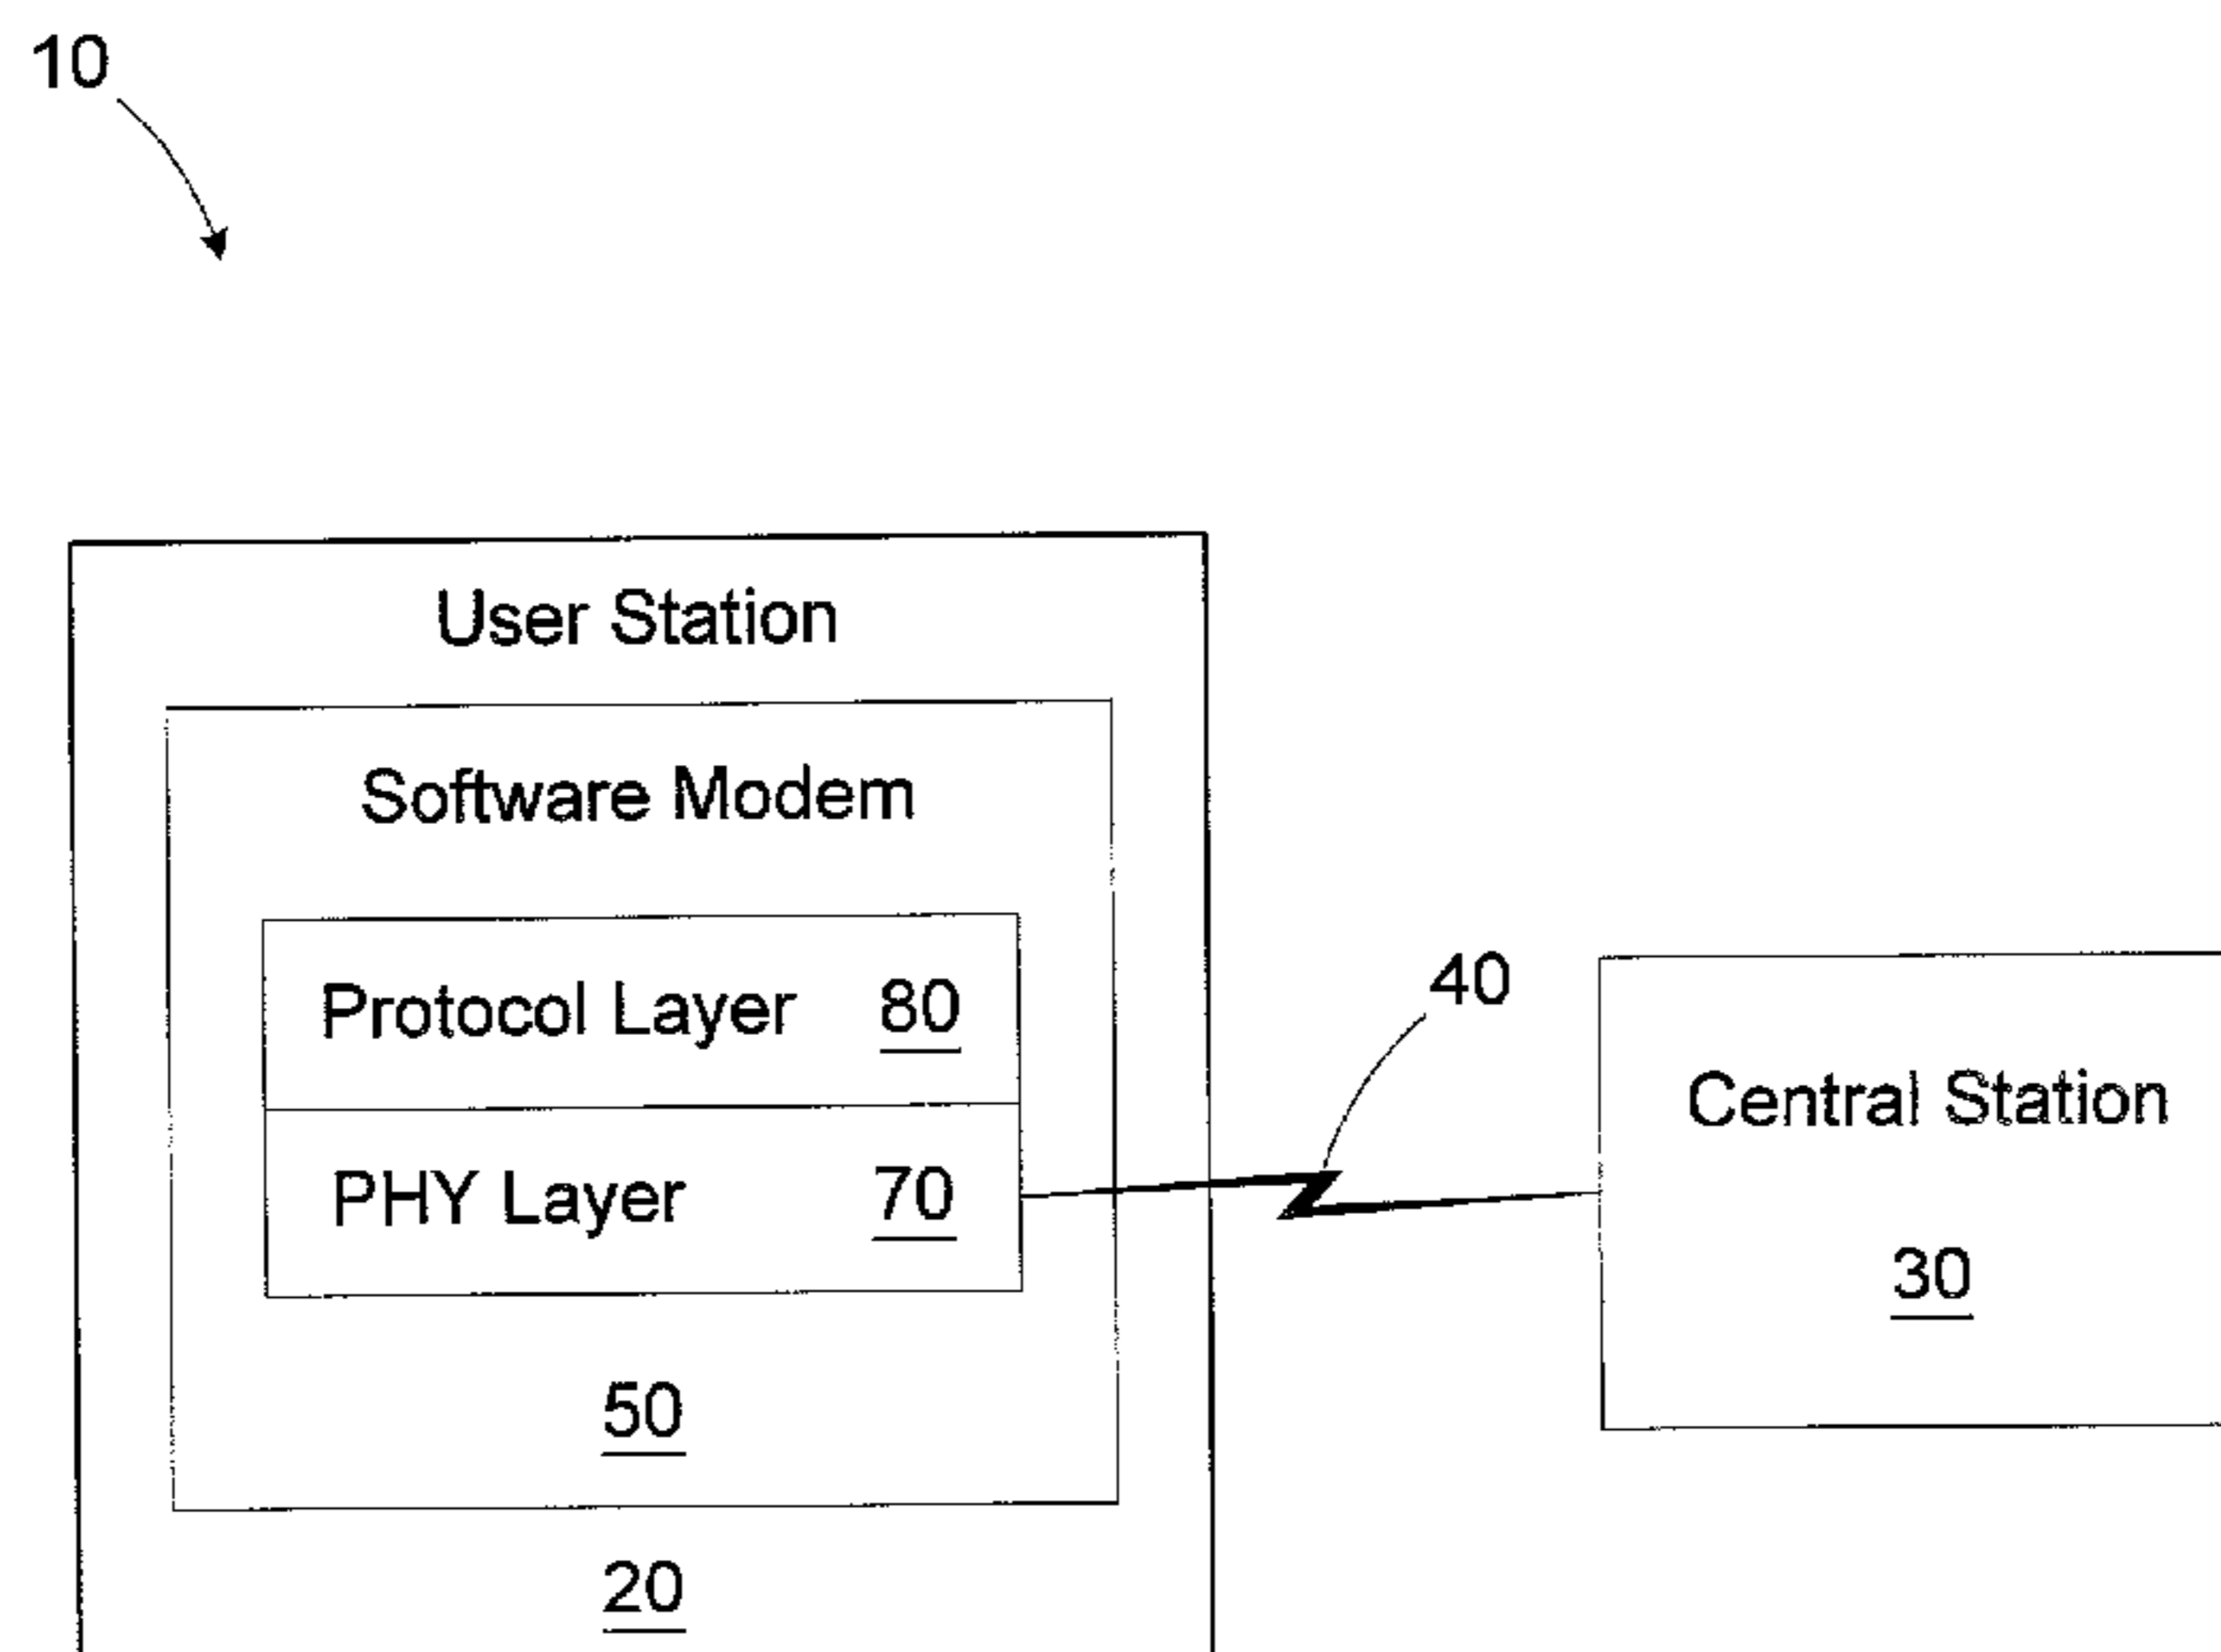 10
User Station
Software Modem
Protocol Layer 80
PHY Layer 70
50
20
40
Central Station
30